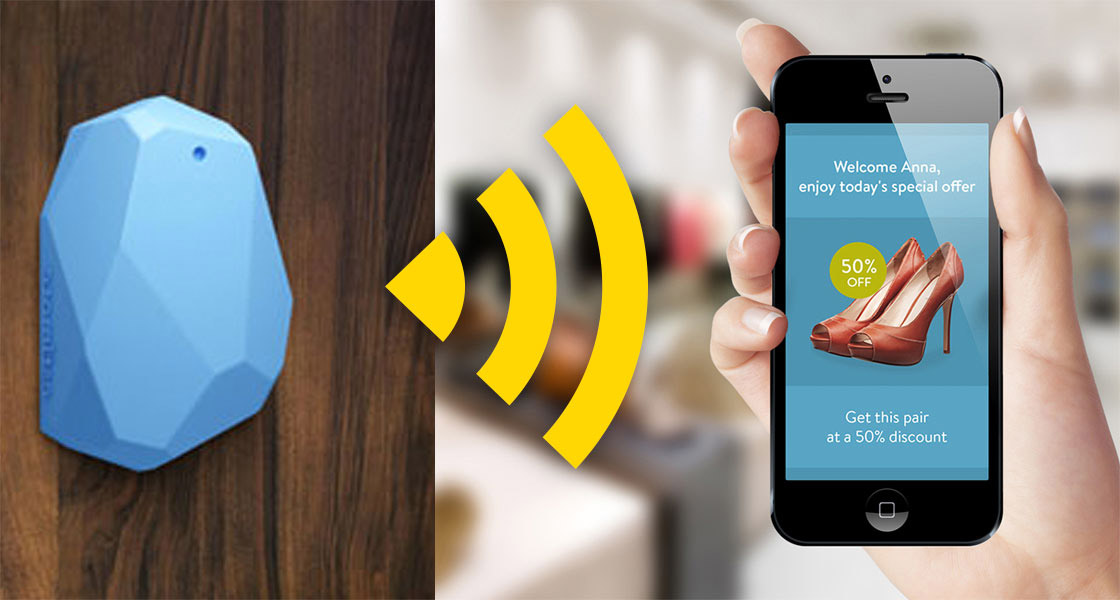 Welcome Anna,
enjoy today's special offer
50%
OFF
Get this pair
at a 50% discount